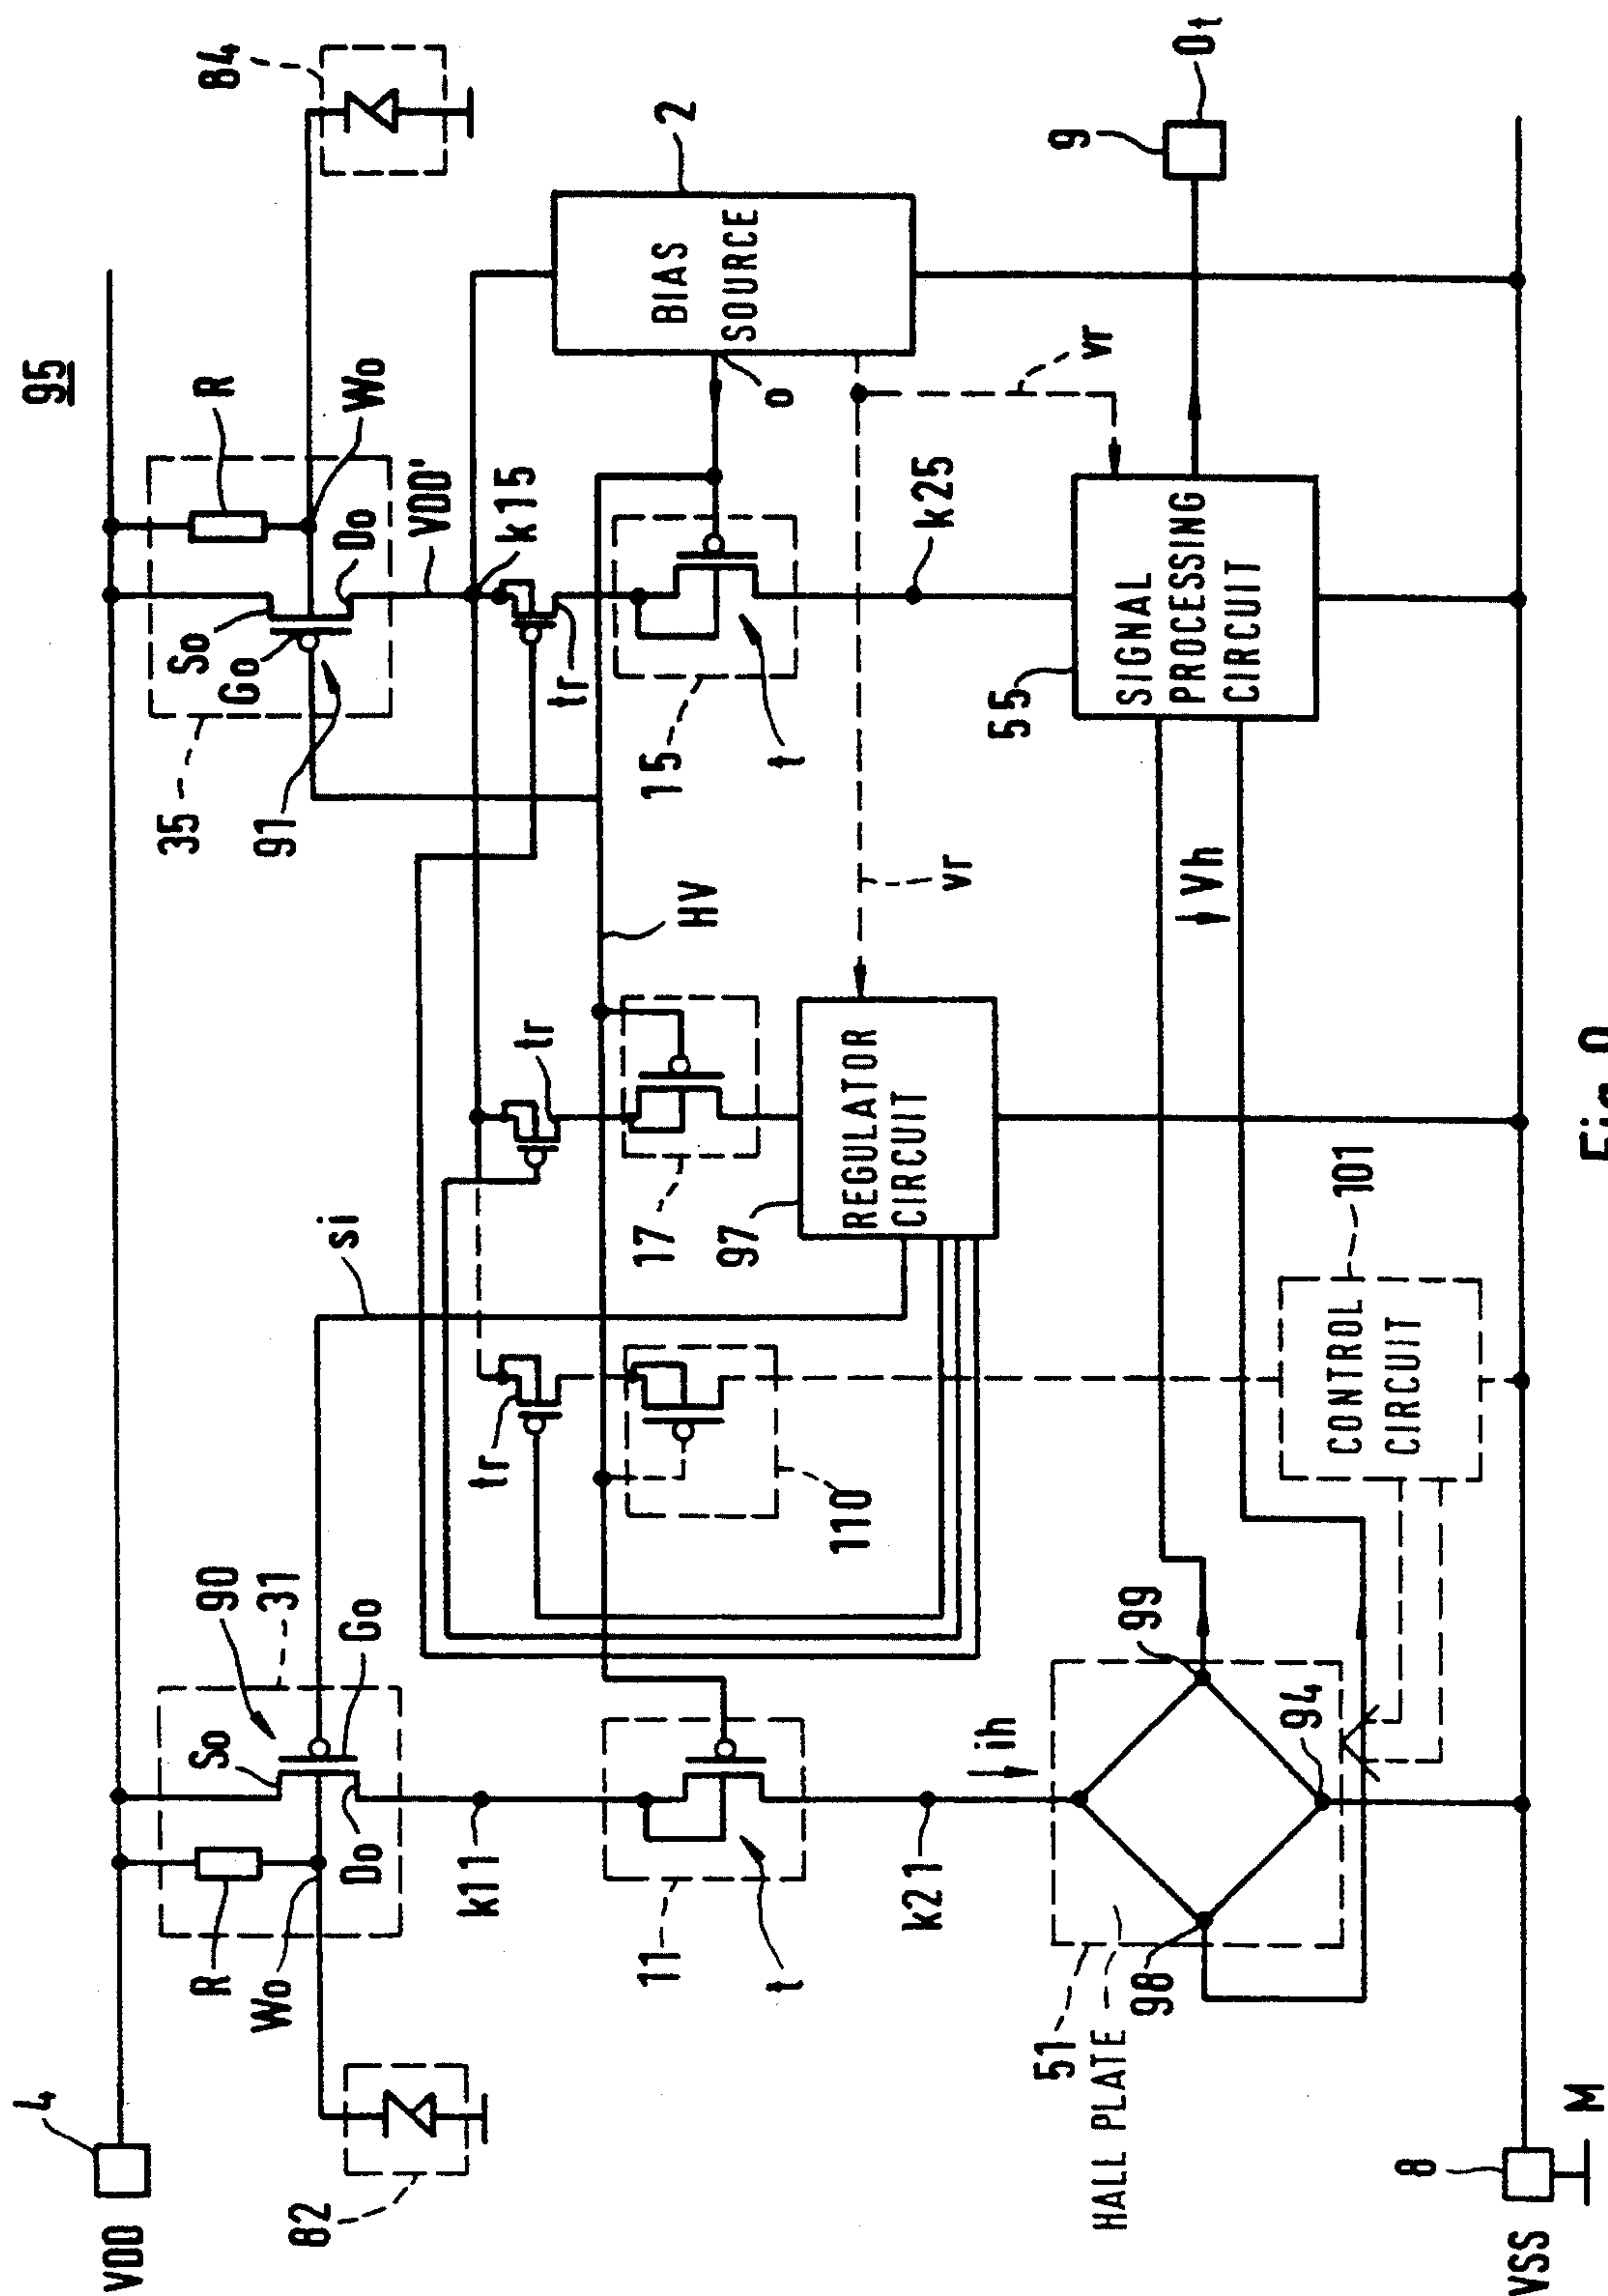 95
4
VDD
82
R
Wo
So
Do
90
31
Go
si
35
91
So
Go
R
Do
Wo
84
VDD'
k11
tr
tr
HV
tr
k15
2
BIAS
SOURCE
o
11
t
110
17
15
t
97
REGULATOR
CIRCUIT
vr
vr
k21
k25
ih
51
HALL PLATE
98
99
94
CONTROL
CIRCUIT
101
Vh
55
SIGNAL
PROCESSING
CIRCUIT
9
Ot
8
VSS
M